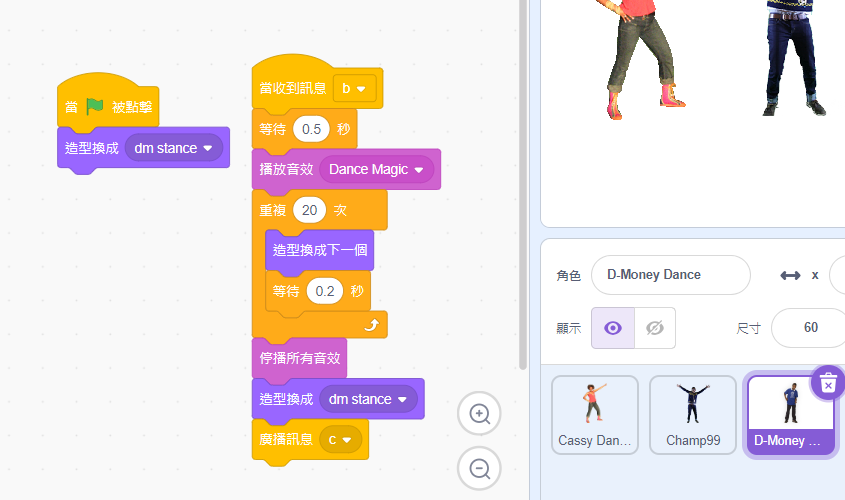 當 被點擊
造型換成 dm stance
當收到訊息 b
等待 0.5 秒
播放音效 Dance Magic
重複 20 次
造型換成下一個
等待 0.2 秒
停播所有音效
造型換成 dm stance
廣播訊息 c
角色 D-Money Dance x
顯示 尺寸 60
Cassy Dan... Champ99 D-Money ...